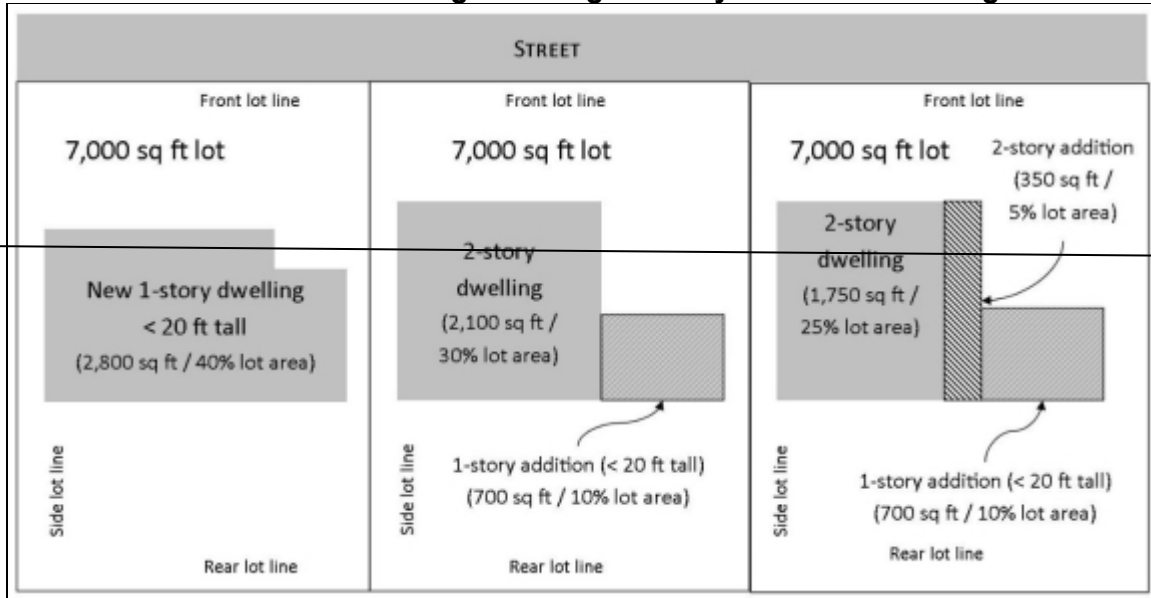 STREET
Front lot line
7,000 sq ft lot
New 1-story dwelling
< 20 ft tall
(2,800 sq ft / 40% lot area)
Side lot line
Rear lot line
Front lot line
7,000 sq ft lot
2-story
dwelling
(2,100 sq ft /
30% lot area)
1-story addition (< 20 ft tall)
(700 sq ft / 10% lot area)
Side lot line
Rear lot line
Front lot line
7,000 sq ft lot
2-story addition
(350 sq ft /
5% lot area)
2-story
dwelling
(1,750 sq ft /
25% lot area)
1-story addition (< 20 ft tall)
(700 sq ft / 10% lot area)
Side lot line
Rear lot line